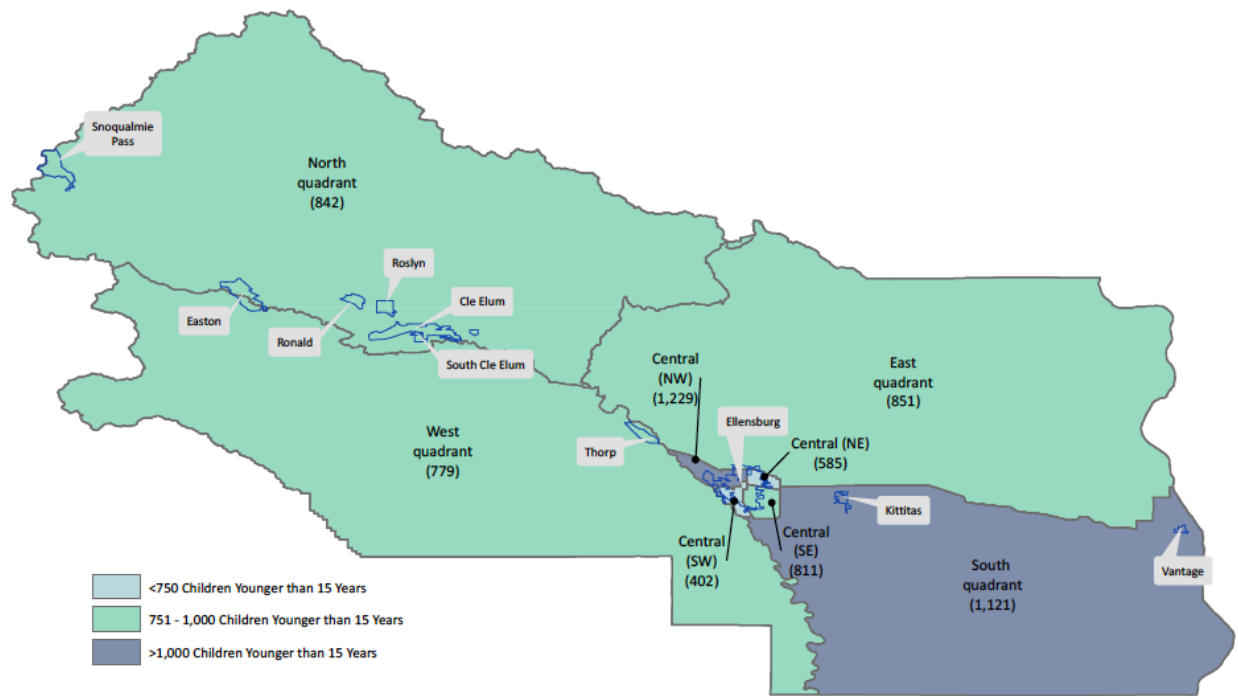 Snoqualmie
Pass
North
quadrant
(842)
Roslyn
Cle Elum
Easton
Ronald
South Cle Elum
Central
(NW)
(1,229)
East
quadrant
(851)
Ellensburg
West
quadrant
(779)
Thorp
Central (NE)
(585)
Kittitas
Central
(SW)
(402)
Central
(SE)
(811)
South
quadrant
(1,121)
Vantage
<750 Children Younger than 15 Years
751 - 1,000 Children Younger than 15 Years
>1,000 Children Younger than 15 Years